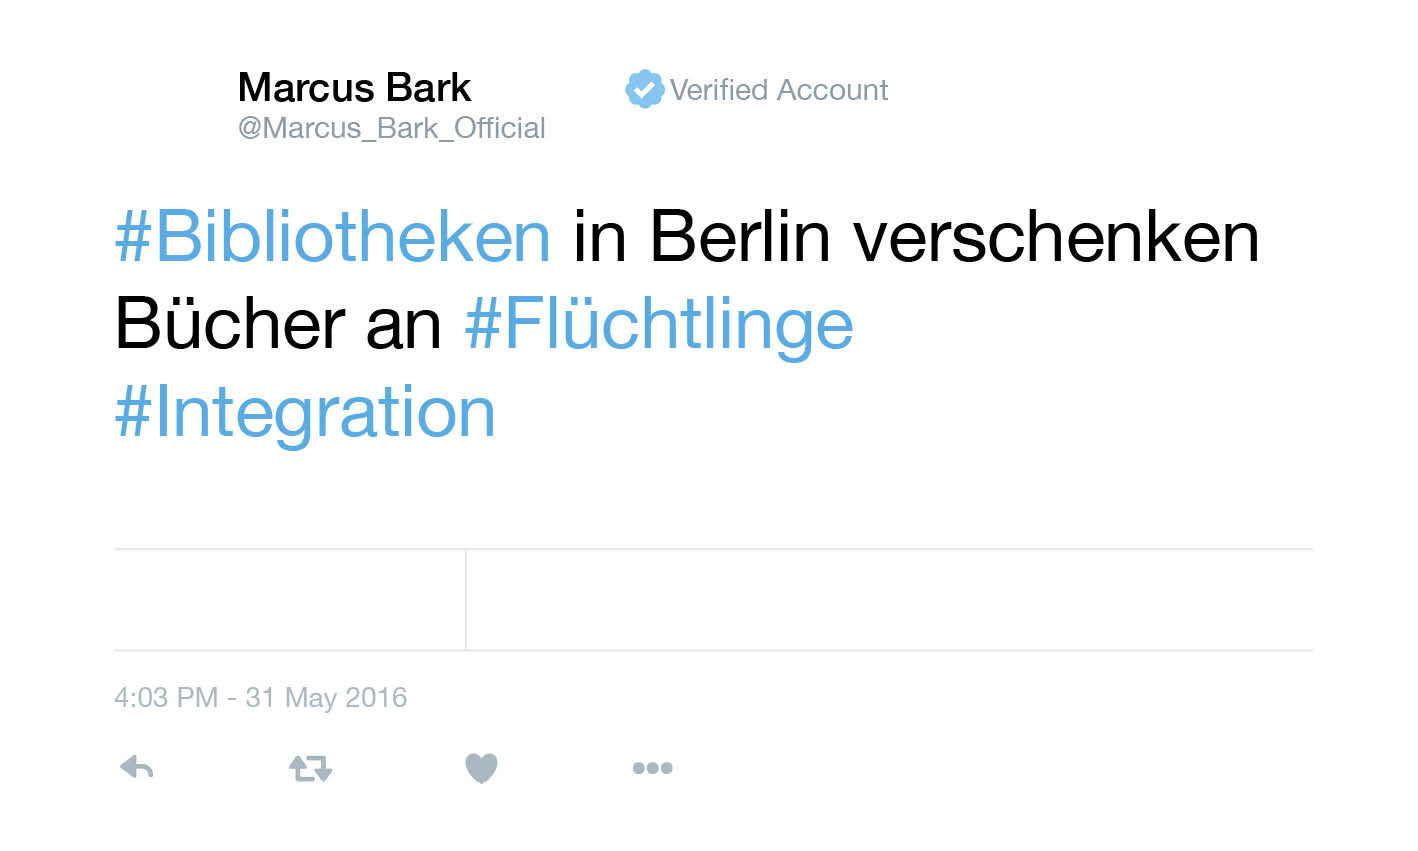 Marcus Bark
Verified Account
@Marcus_Bark_Official
#Bibliotheken in Berlin verschenken
Bücher an #Flüchtlinge
#Integration
4:03 PM - 31 May 2016